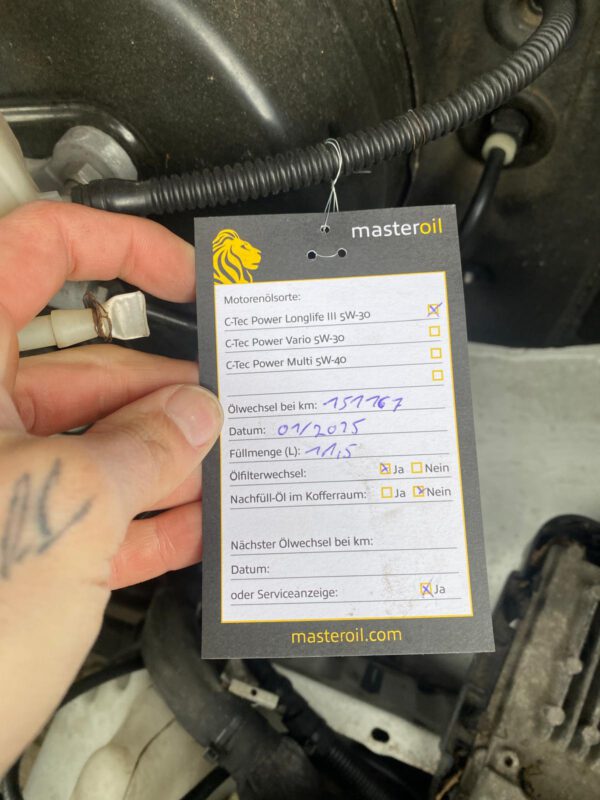 masteroil
Motorenölsorte:
C-Tec Power Longlife III 5W-30
C-Tec Power Vario 5W-30
C-Tec Power Multi 5W-40
Ölwechsel bei km: 151167
Datum: 01/2015
Füllmenge (L): 11,5
Ölfilterwechsel: Ja Nein
Nachfüll-Öl im Kofferraum: Ja Nein
Nächster Ölwechsel bei km:
Datum:
oder Serviceanzeige: Ja
masteroil.com